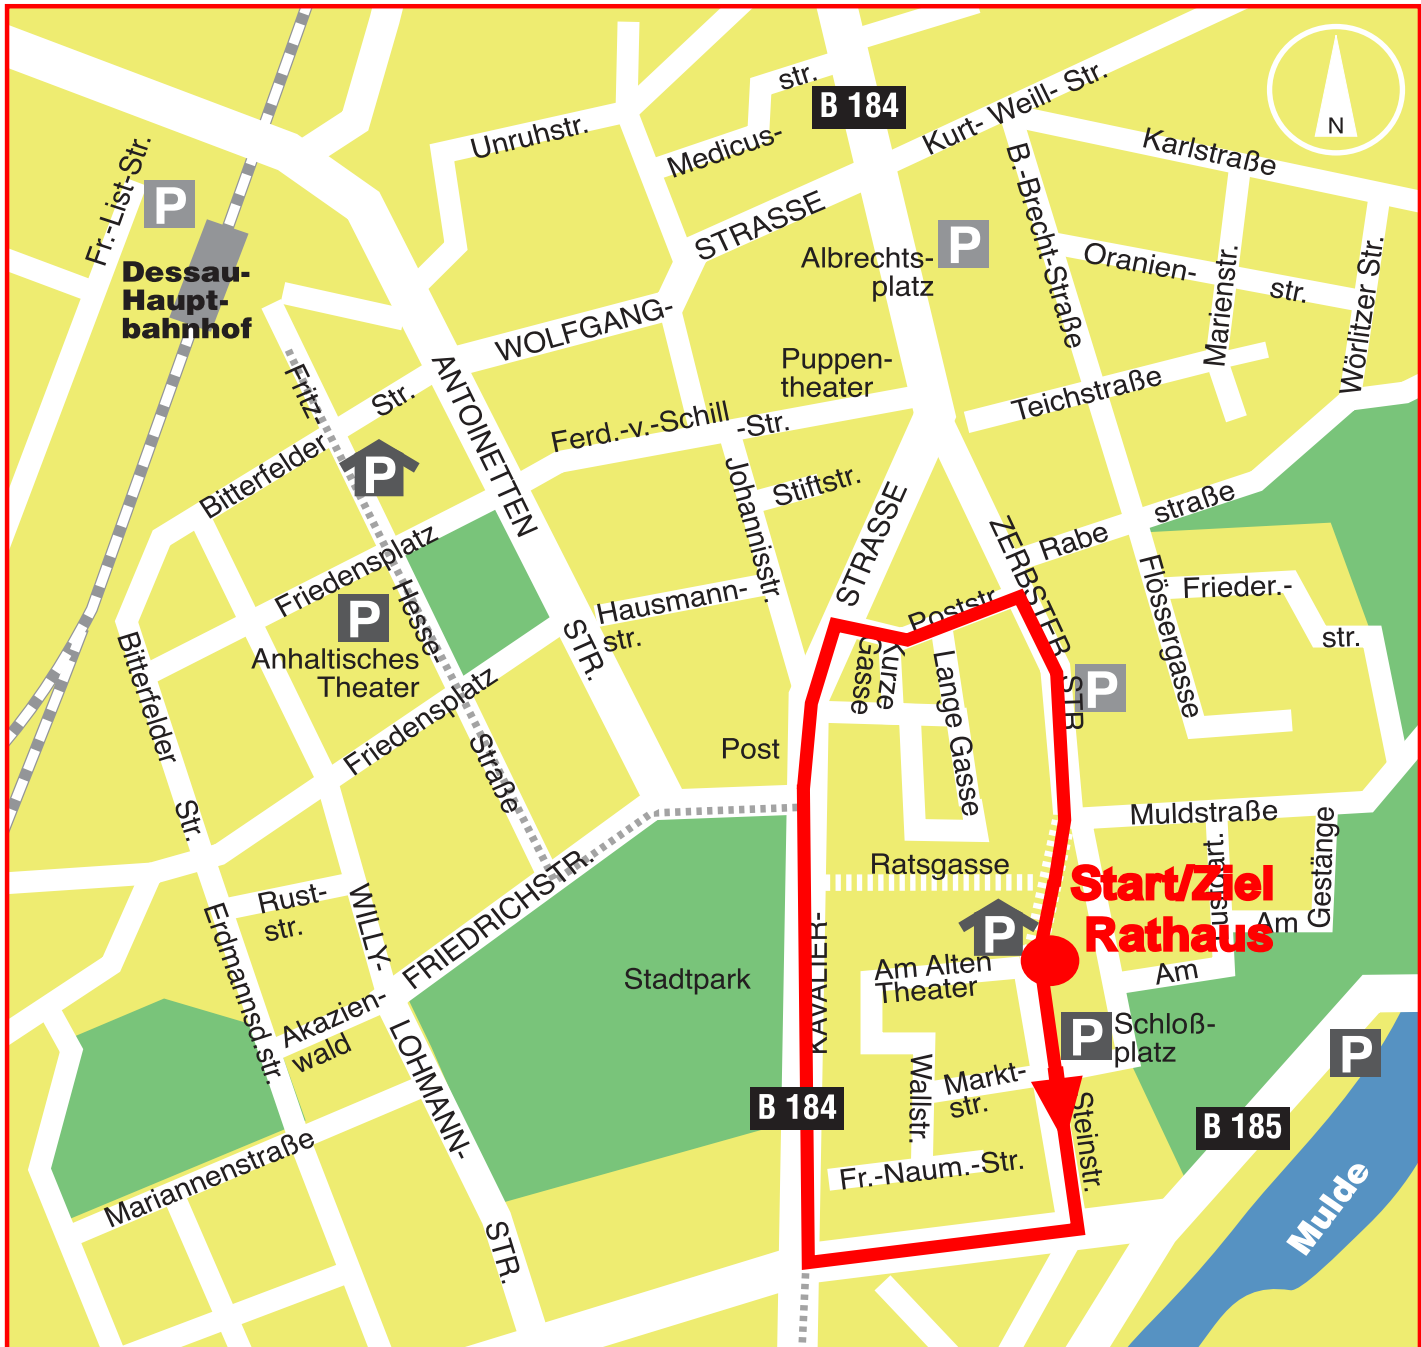 str.
B 184
Kurt- Weill- Str.
N
Unruhstr.
Medicus-
Karlstraße
Fr.-List-Str.
P
B.-Brecht-Straße
STRASSE
P
Albrechts-
platz
Oranien-
str.
Marienstr.
Wörlitzer Str.
Dessau-
Haupt-
bahnhof
WOLFGANG-
Puppen-
theater
Fritz-
Str.
ANTOINETTEN
Teichstraße
Ferd.-v.-Schill
-Str.
Bitterfelder
P
Johannisstr.
Stiftstr.
STRASSE
straße
ZERBSTER
Rabe
Friedensplatz
Hesse-
Flössergasse
Frieder.-
P
Hausmann-
str.
Poststr.
str.
Anhaltisches
Theater
STR.
Kurze
Gasse
Lange Gasse
P
STR
Bitterfelder
Friedensplatz
Post
Straße
Str.
Muldstraße
Gestänge
Ratsgasse
Start/Ziel
Rathaus
Rust-
str.
WILLY-
FRIEDRICHSTR.
Erdmannsd.str.
KAVALIER-
P
Am
Am
Am Alten
Theater
Stadtpark
Akazien-
wald
LOHMANN-
P
Schloß-
platz
P
Wallstr.
Markt-
str.
Steinstr.
B 184
B 185
Mariannenstraße
Fr.-Naum.-Str.
Mulde
STR.